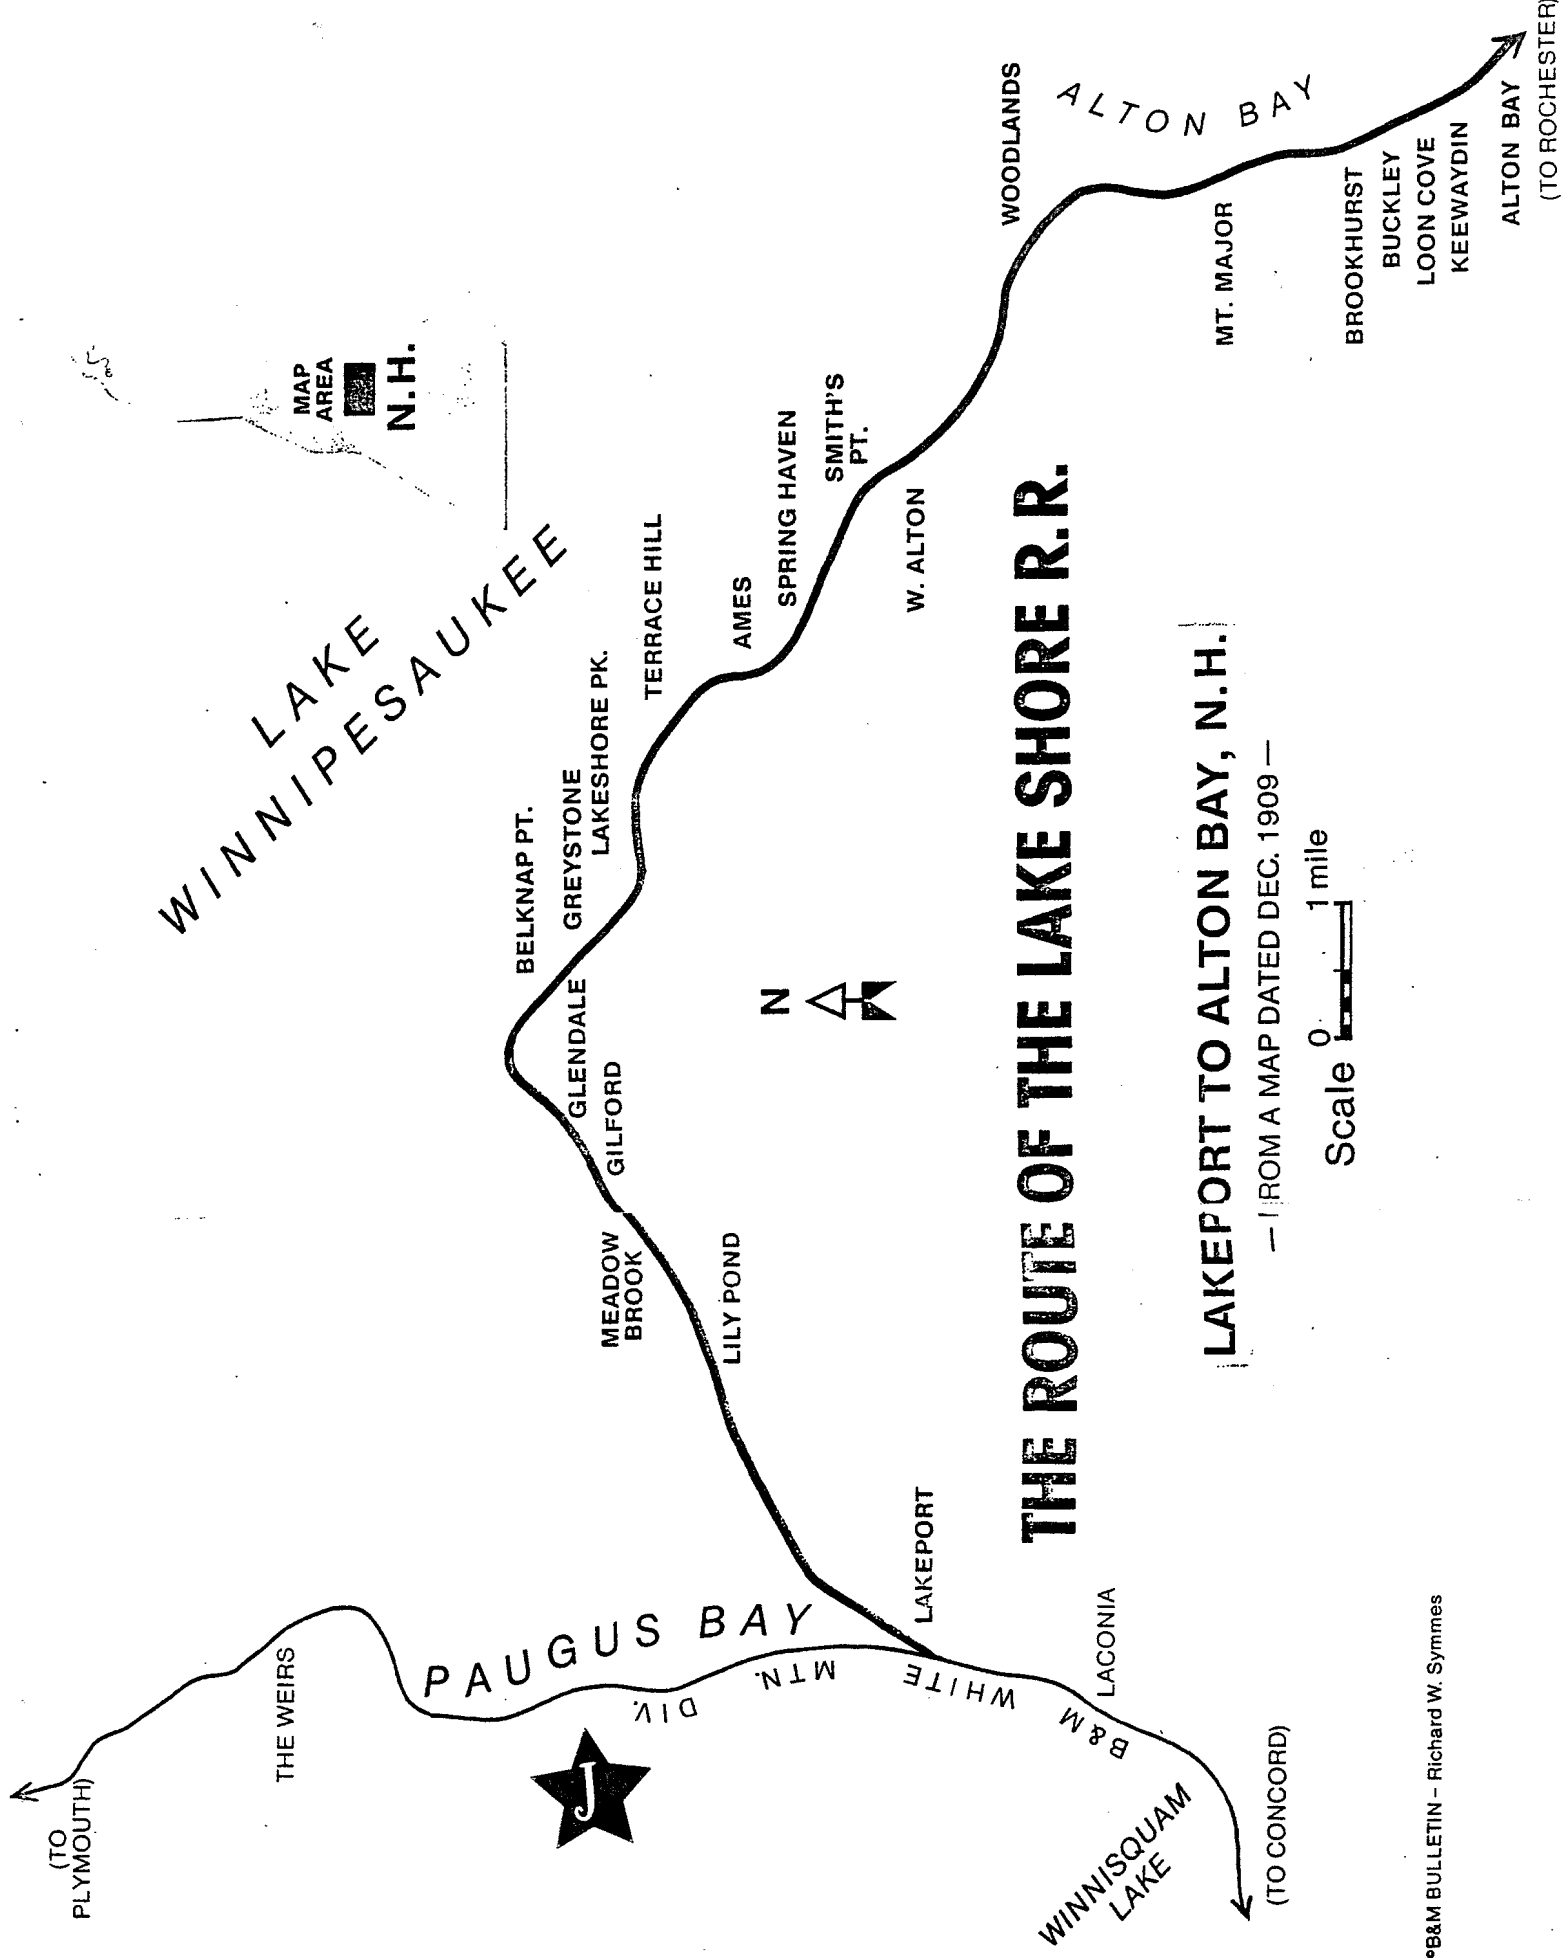 (TO
PLYMOUTH)
THE WEIRS
PAUGUS BAY
J
B&M WHITE MTN. DIV.
LAKEPORT
LACONIA
WINNISQUAM
LAKE
(TO CONCORD)
LAKE
WINNIPESAUKEE
MAP
AREA
N.H.
LILY POND
MEADOW
BROOK
GILFORD
GLENDALE
BELKNAP PT.
GREYSTONE
LAKESHORE PK.
TERRACE HILL
AMES
SPRING HAVEN
SMITH'S
PT.
W. ALTON
WOODLANDS
ALTON BAY
MT. MAJOR
BROOKHURST
BUCKLEY
LOON COVE
KEEWAYDIN
ALTON BAY
(TO ROCHESTER)
N
THE ROUTE OF THE LAKE SHORE R.R.
LAKEPORT TO ALTON BAY, N.H.
— FROM A MAP DATED DEC. 1909 —
Scale 0 1 mile
©B&M BULLETIN – Richard W. Symmes